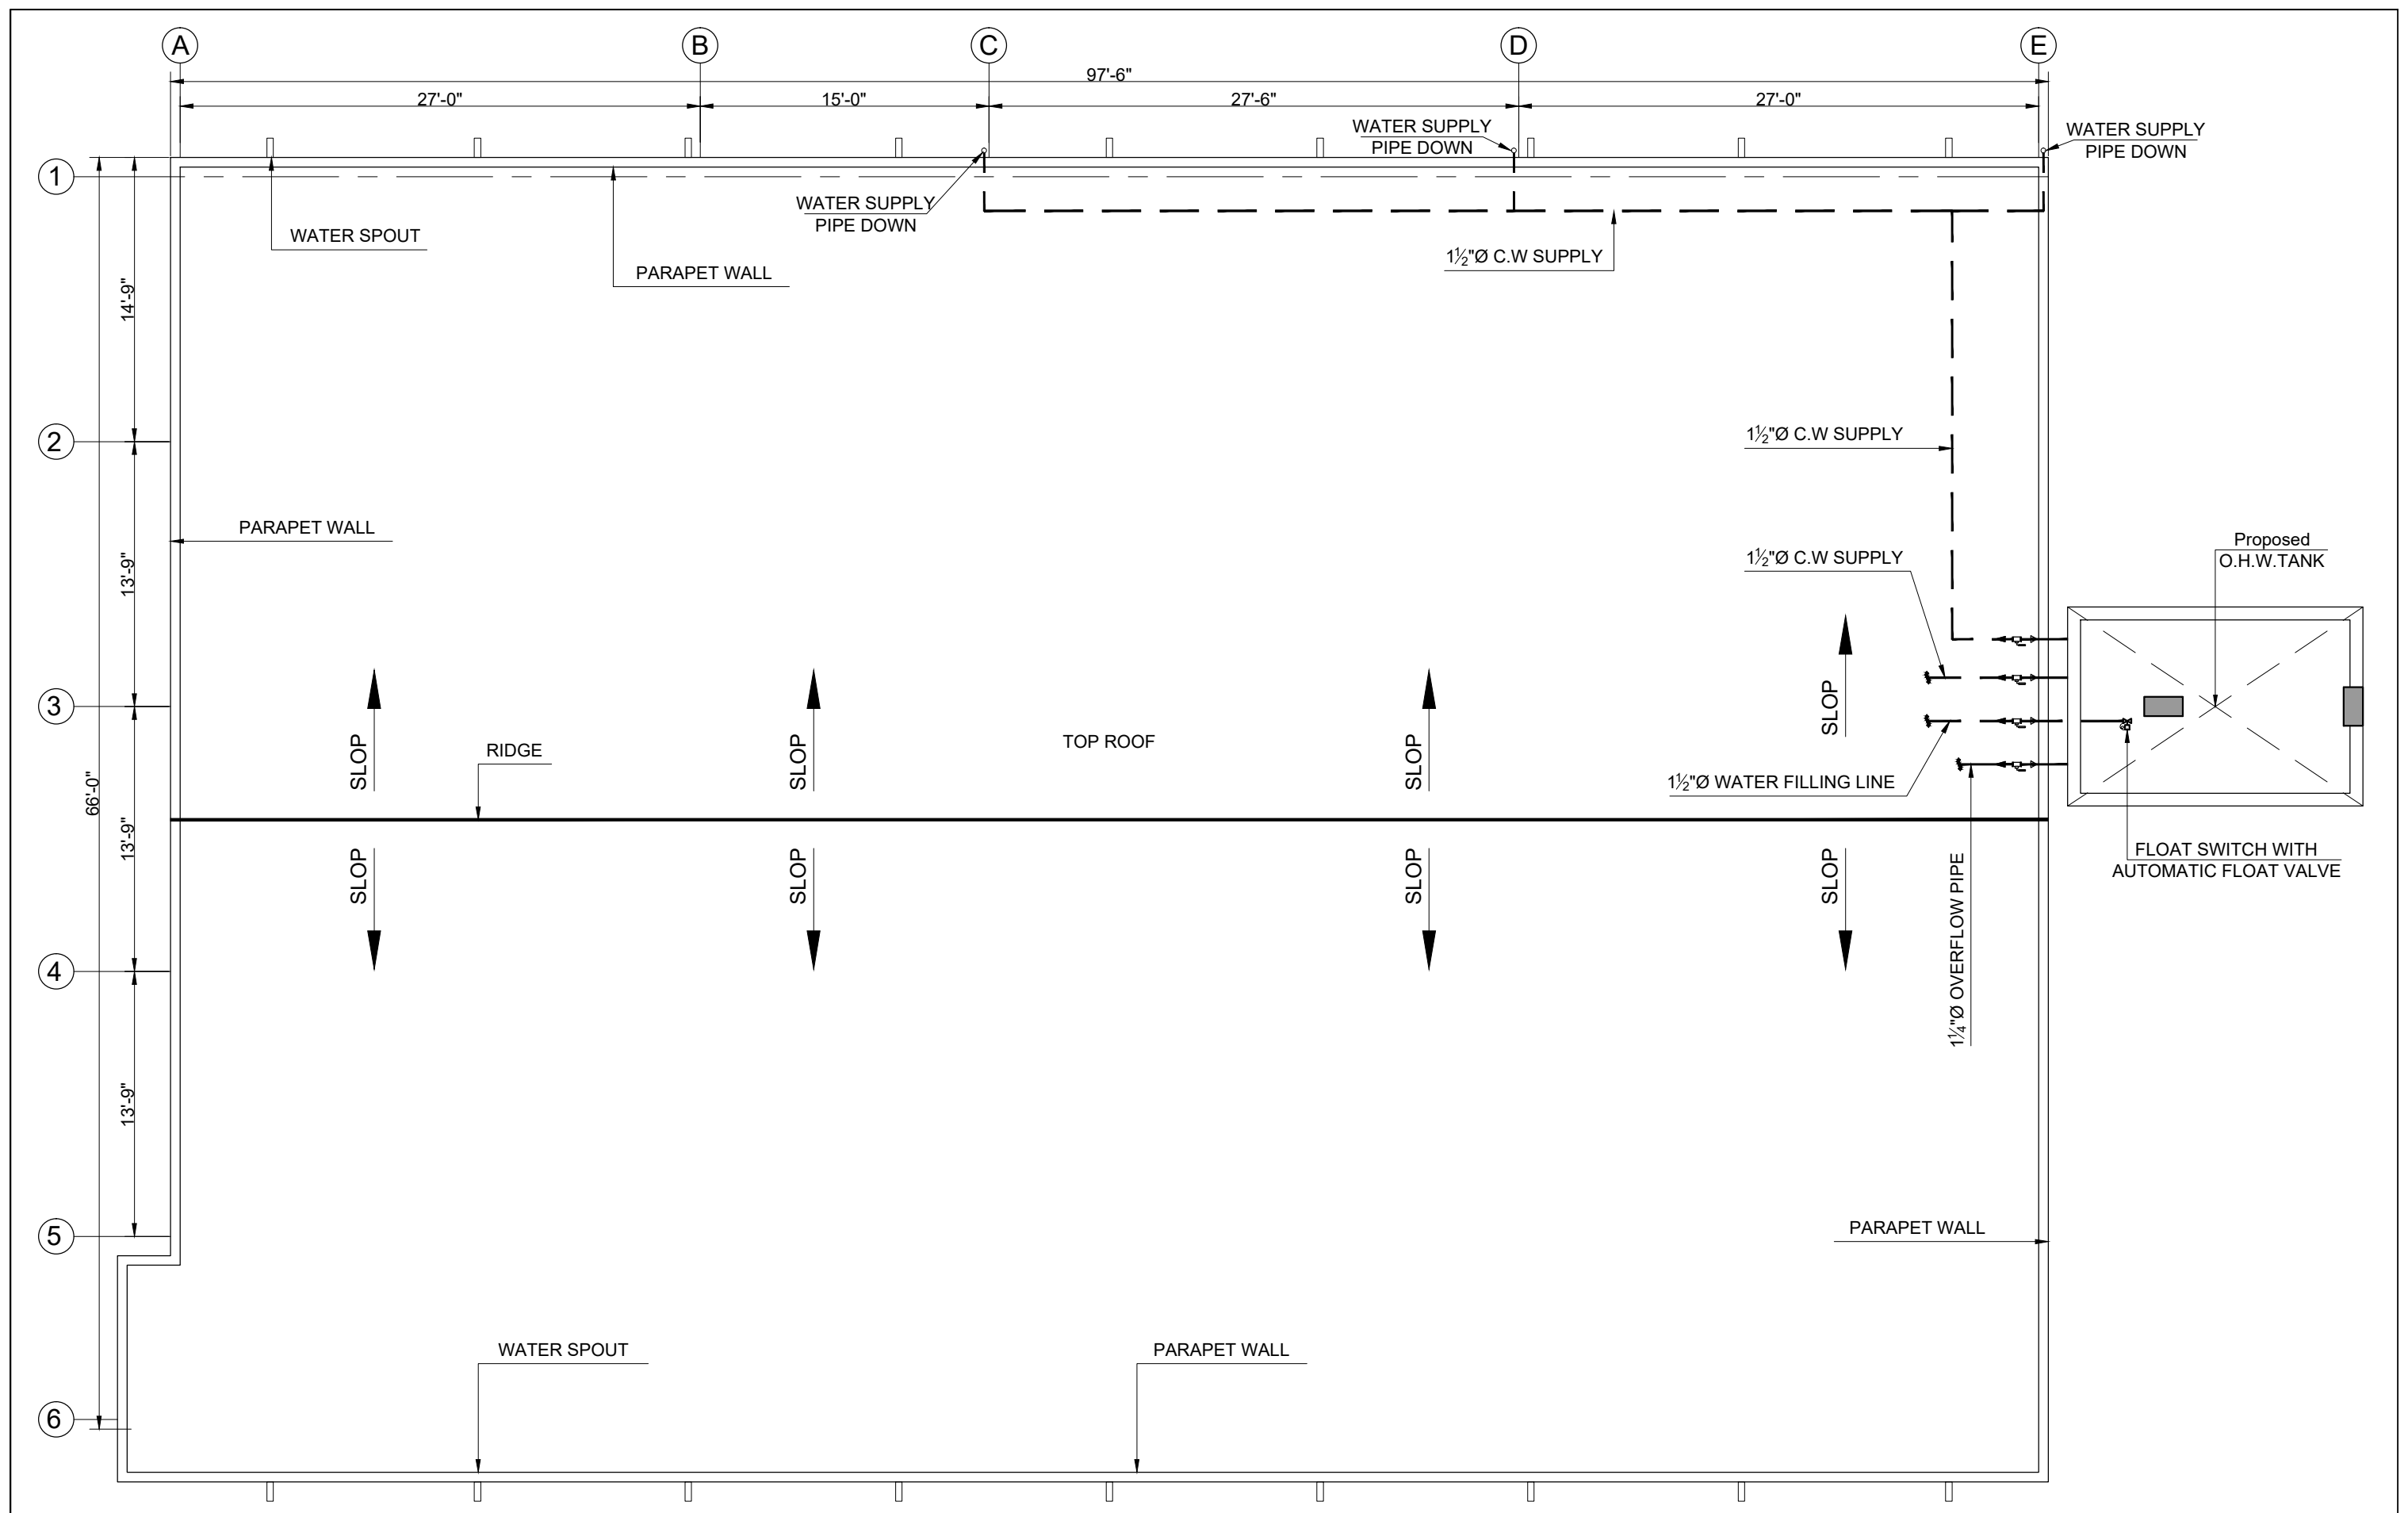 A
B
C
D
E
97'-6"
27'-0"
15'-0"
27'-6"
27'-0"
WATER SUPPLY
PIPE DOWN
WATER SUPPLY
PIPE DOWN
1
WATER SUPPLY
PIPE DOWN
WATER SPOUT
PARAPET WALL
1½"Ø C.W SUPPLY
14'-9"
2
1½"Ø C.W SUPPLY
PARAPET WALL
13'-9"
1½"Ø C.W SUPPLY
Proposed
O.H.W.TANK
3
SLOP
SLOP
SLOP
SLOP
RIDGE
TOP ROOF
1½"Ø WATER FILLING LINE
66'-0"
13'-9"
SLOP
SLOP
SLOP
SLOP
1¼"Ø OVERFLOW PIPE
FLOAT SWITCH WITH
AUTOMATIC FLOAT VALVE
4
13'-9"
5
PARAPET WALL
WATER SPOUT
PARAPET WALL
6